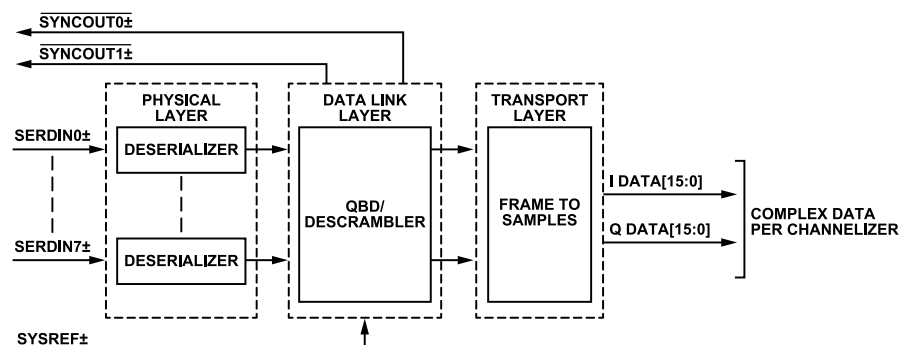 SYNCOUT0±
SYNCOUT1±
PHYSICAL
LAYER
DATA LINK
LAYER
TRANSPORT
LAYER
SERDIN0±
DESERIALIZER
QBD/
DESCRAMBLER
FRAME TO
SAMPLES
I DATA[15:0]
Q DATA[15:0]
COMPLEX DATA
PER CHANNELIZER
SERDIN7±
DESERIALIZER
SYSREF±